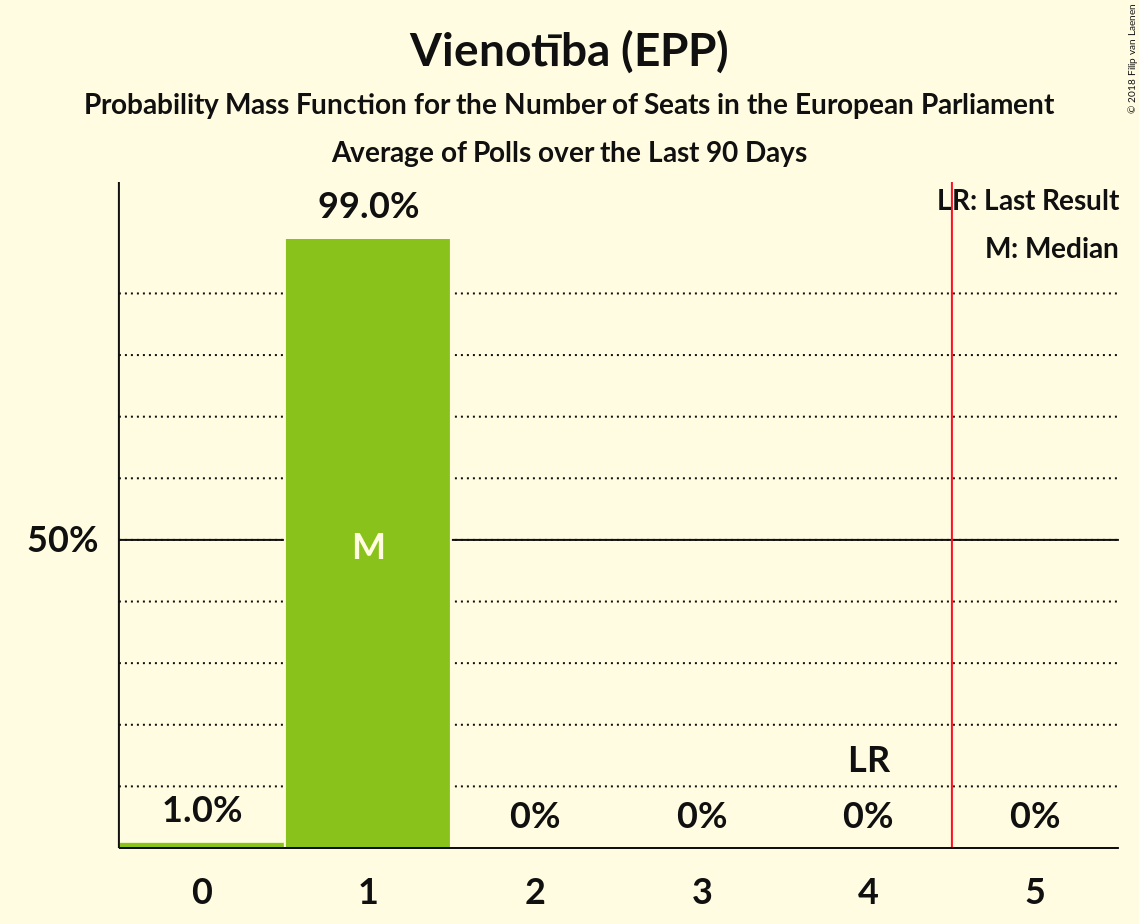 Vienotība (EPP)
Probability Mass Function for the Number of Seats in the European Parliament
Average of Polls over the Last 90 Days
© 2018 Filip van Laenen
99.0%
LR: Last Result
M: Median
50%
M
LR
1.0%
0%
0%
0%
0%
0 1 2 3 4 5